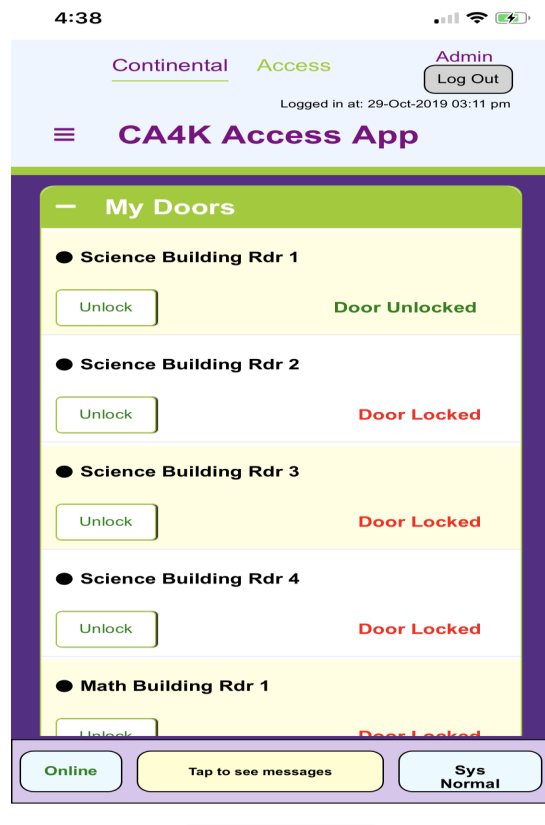 4:38
Continental Access Admin
Log Out
Logged in at: 29-Oct-2019 03:11 pm
CA4K Access App
My Doors
Science Building Rdr 1
Unlock Door Unlocked
Science Building Rdr 2
Unlock Door Locked
Science Building Rdr 3
Unlock Door Locked
Science Building Rdr 4
Unlock Door Locked
Math Building Rdr 1
Unlock Door Locked
Online Tap to see messages Sys
Normal